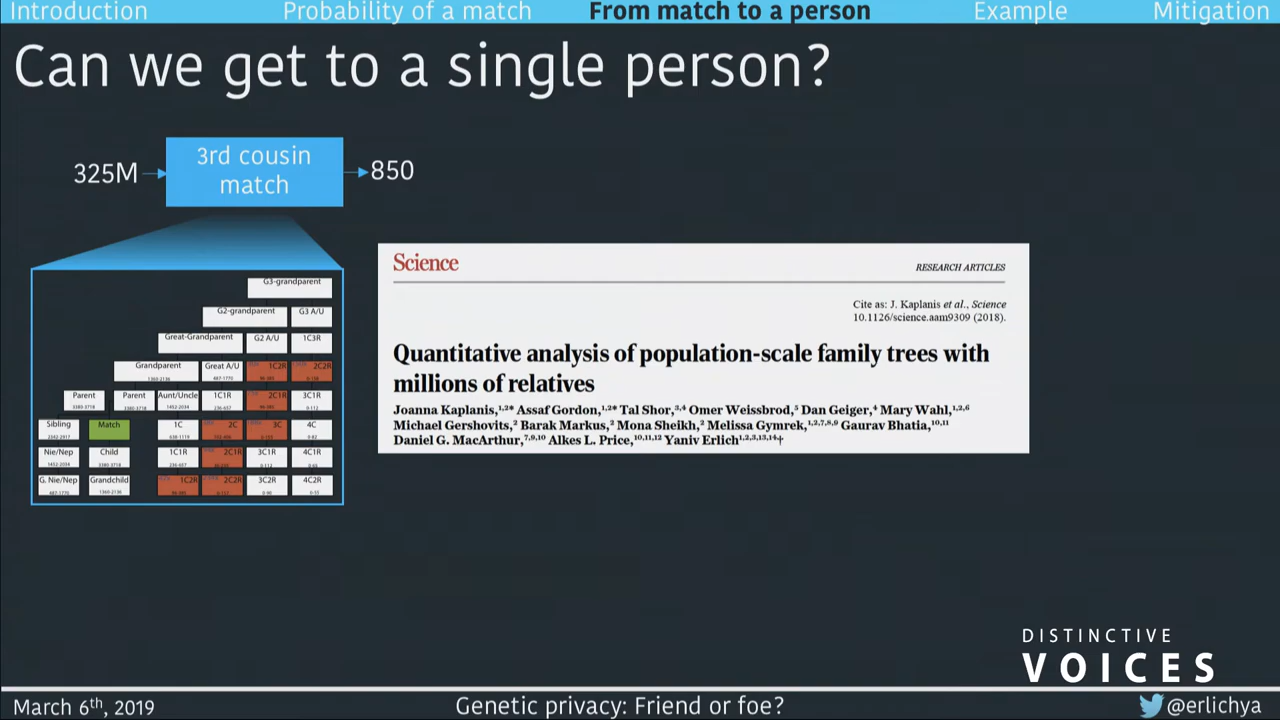 Introduction Probability of a match From match to a person Example Mitigation
Can we get to a single person?
325M
3rd cousin
match
850
G3-grandparent
G2-grandparent G3 A/U
Great-Grandparent G2 A/U 1C3R
Grandparent Great A/U 1C2R 2C2R
Parent Parent Aunt/Uncle 1C1R 2C1R 3C1R
Sibling Match 1C 2C 3C 4C
Nie/Nep Child 1C1R 2C1R 3C1R 4C1R
G. Nie/Nep Grandchild 1C2R 2C2R 3C2R 4C2R
Science
RESEARCH ARTICLES
Cite as: J. Kaplanis et al., Science
10.1126/science.aam9309 (2018).
Quantitative analysis of population-scale family trees with
millions of relatives
Joanna Kaplanis,1,2* Assaf Gordon,1,2* Tal Shor,3,4 Omer Weissbrod,5 Dan Geiger,4 Mary Wahl,1,2,6
Michael Gershovits,2 Barak Markus,2 Mona Sheikh,2 Melissa Gymrek,1,2,7,8,9 Gaurav Bhatia,10,11
Daniel G. MacArthur,7,9,10 Alkes L. Price,10,11,12 Yaniv Erlich1,2,3,13,14†
DISTINCTIVE
VOICES
March 6th, 2019 Genetic privacy: Friend or foe? @erlichya